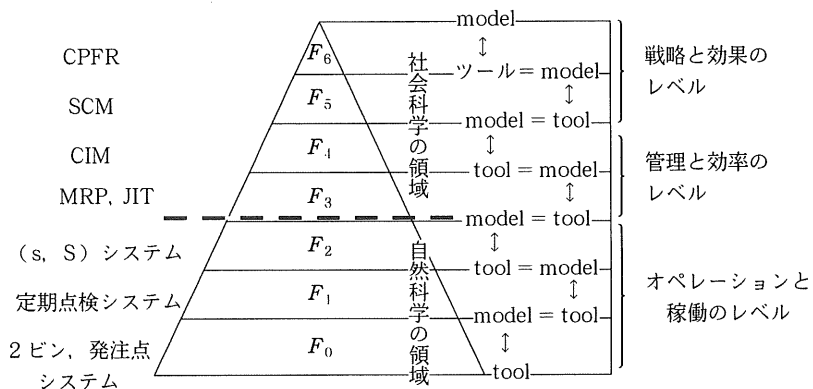 model
CPFR
F6
ツール = model
戦略と効果の
レベル
SCM
F5
model = tool
CIM
F4
tool = model
管理と効率の
レベル
MRP, JIT
F3
社会科学の領域
model = tool
(s, S) システム
F2
tool = model
定期点検システム
F1
model = tool
オペレーションと
稼働のレベル
2 ビン, 発注点
システム
F0
自然科学の領域
tool